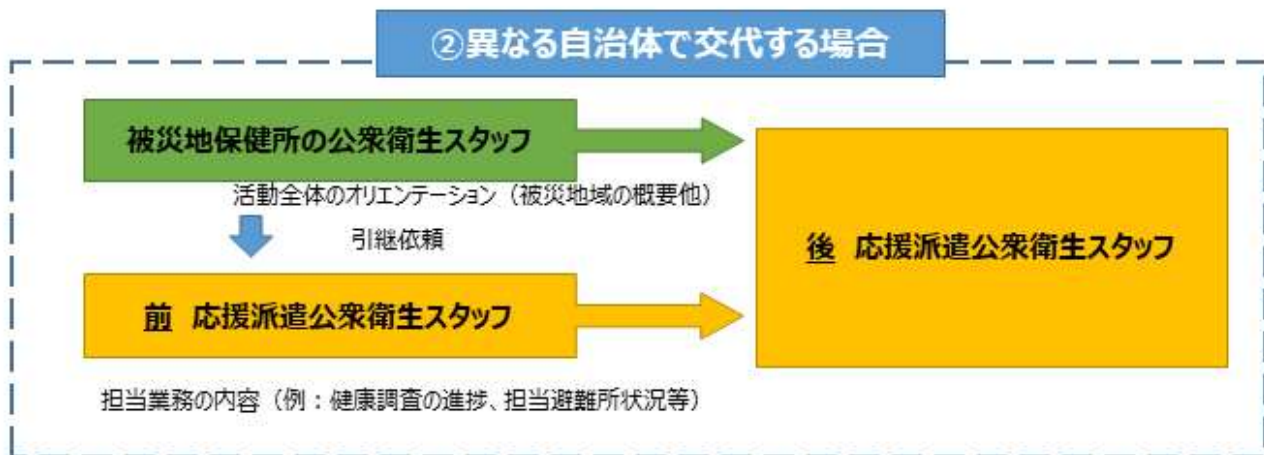 ②異なる自治体で交代する場合
被災地保健所の公衆衛生スタッフ
活動全体のオリエンテーション（被災地域の概要他）
引継依頼
前 応援派遣公衆衛生スタッフ
担当業務の内容（例：健康調査の進捗、担当避難所状況等）
後 応援派遣公衆衛生スタッフ